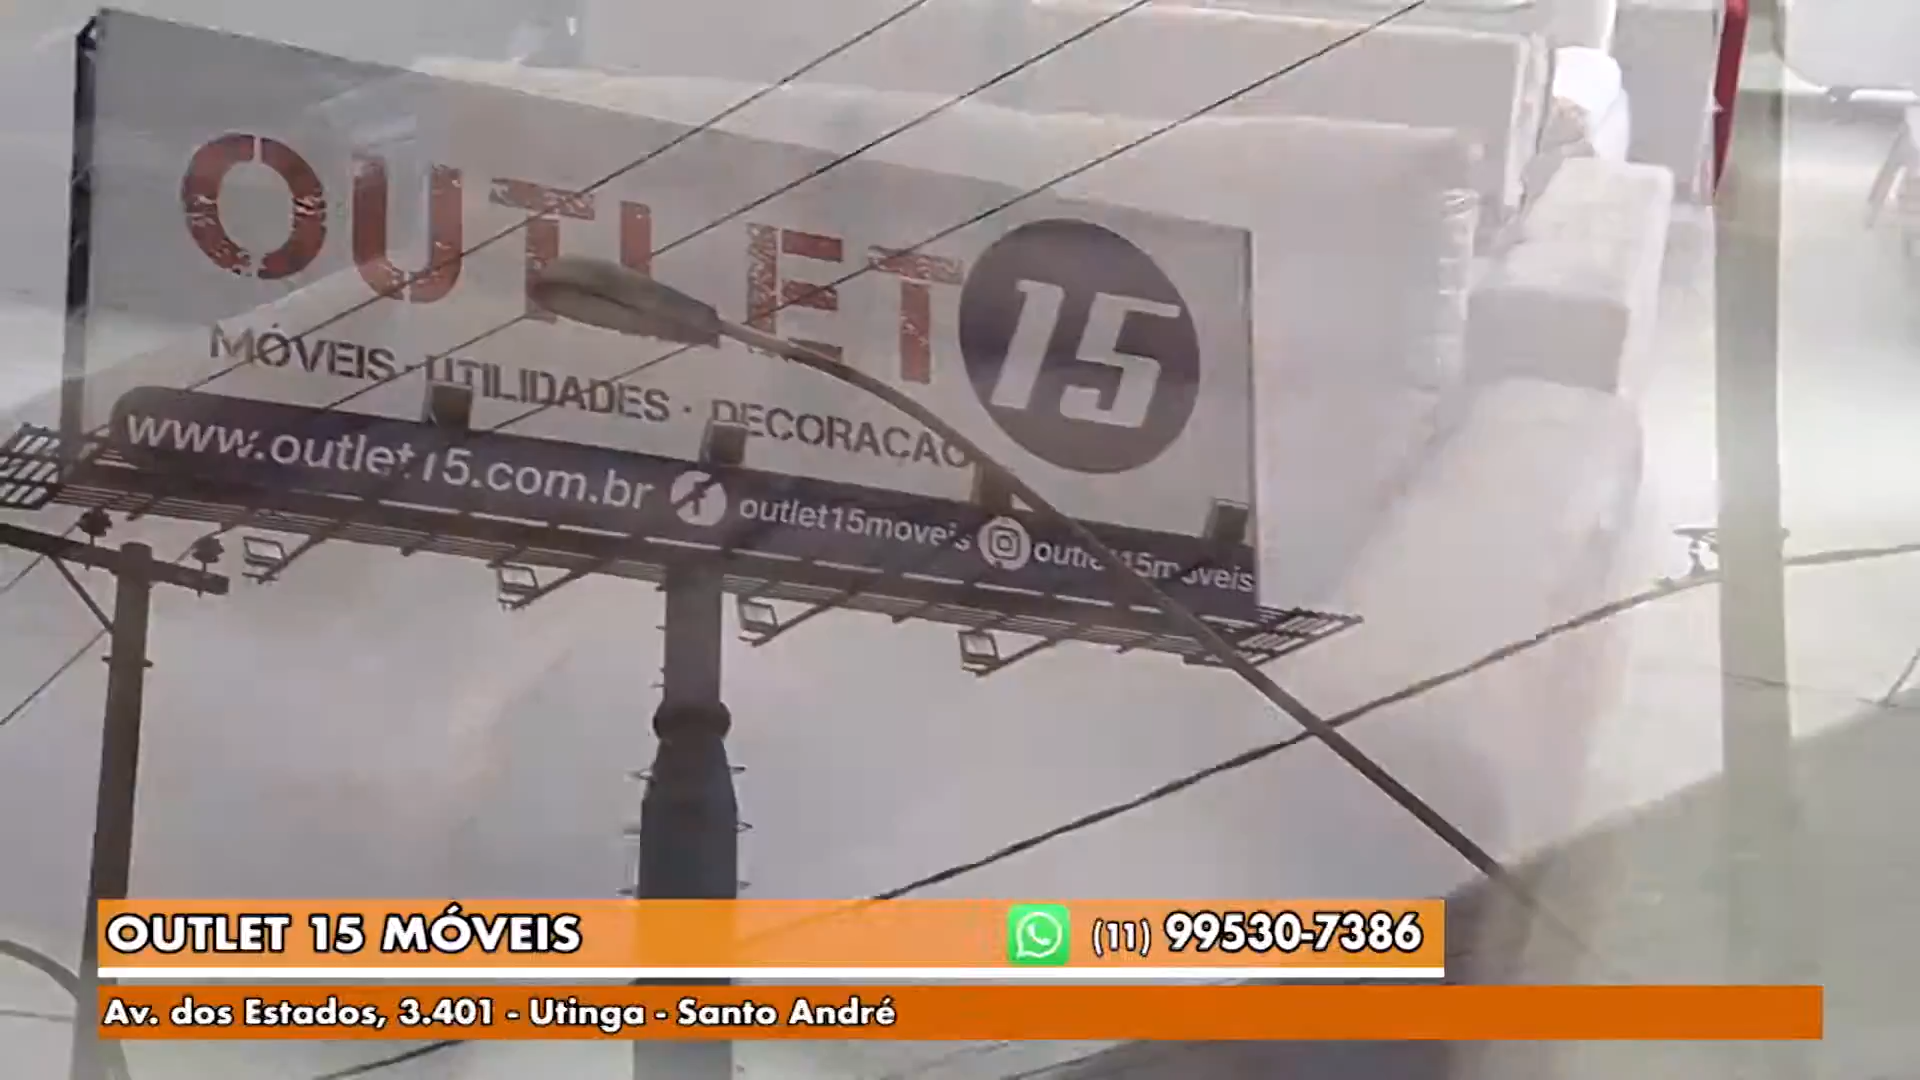 OUTLET 15
MÓVEIS · UTILIDADES · DECORAÇÃO
www.outlet15.com.br outlet15moveis outlet15moveis
OUTLET 15 MÓVEIS (11) 99530-7386
Av. dos Estados, 3.401 - Utinga - Santo André